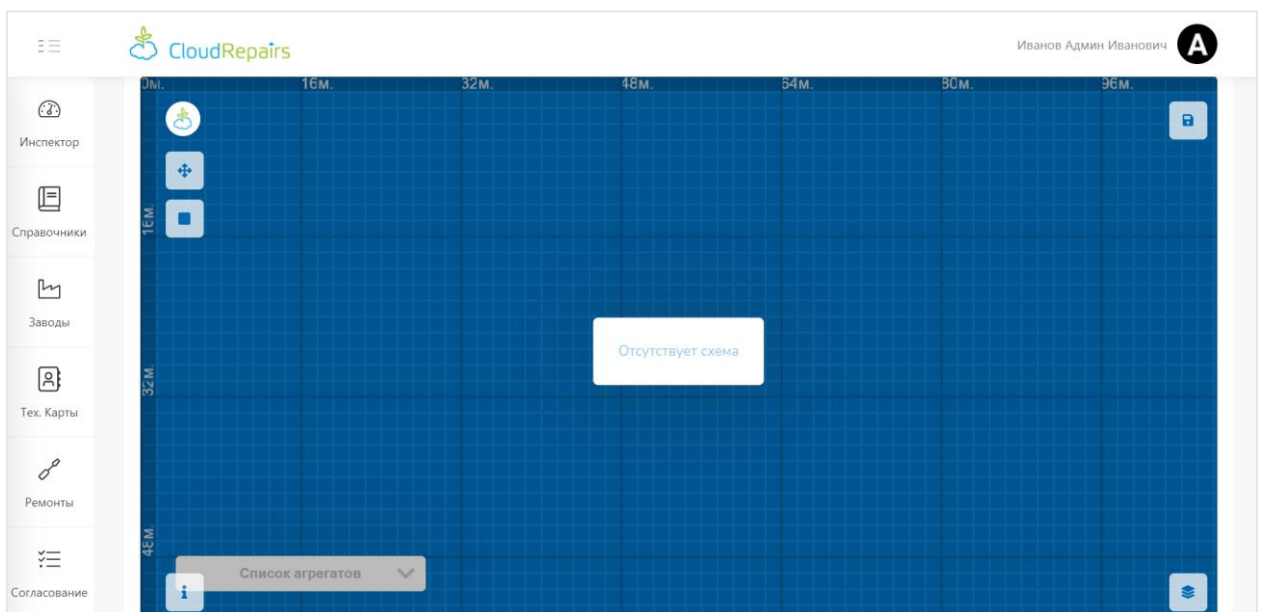 CloudRepairs
Иванов Админ Иванович
A
0м. 16м. 32м. 48м. 64м. 80м. 96м.
Инспектор
16м.
Справочники
Заводы
Отсутствует схема
32м.
Тех. Карты
Ремонты
48м.
Список агрегатов
i
Согласование